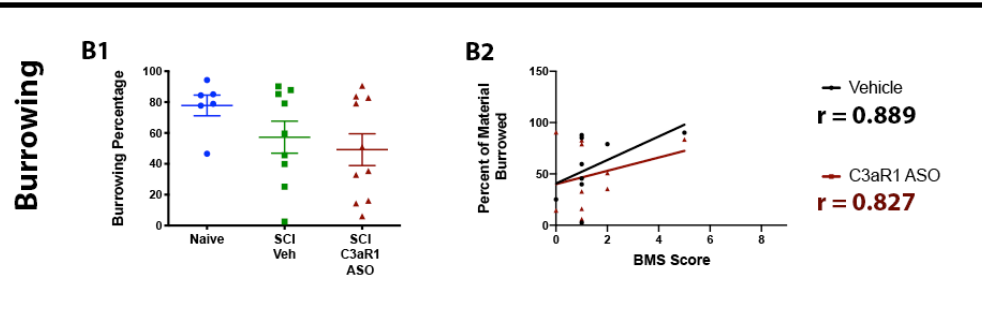 Burrowing
B1
Burrowing Percentage
100
80
60
40
20
0
Naive
SCI
Veh
SCI
C3aR1
ASO
B2
Percent of Material
Burrowed
150
100
50
0
0
2
4
6
8
BMS Score
Vehicle
r = 0.889
C3aR1 ASO
r = 0.827